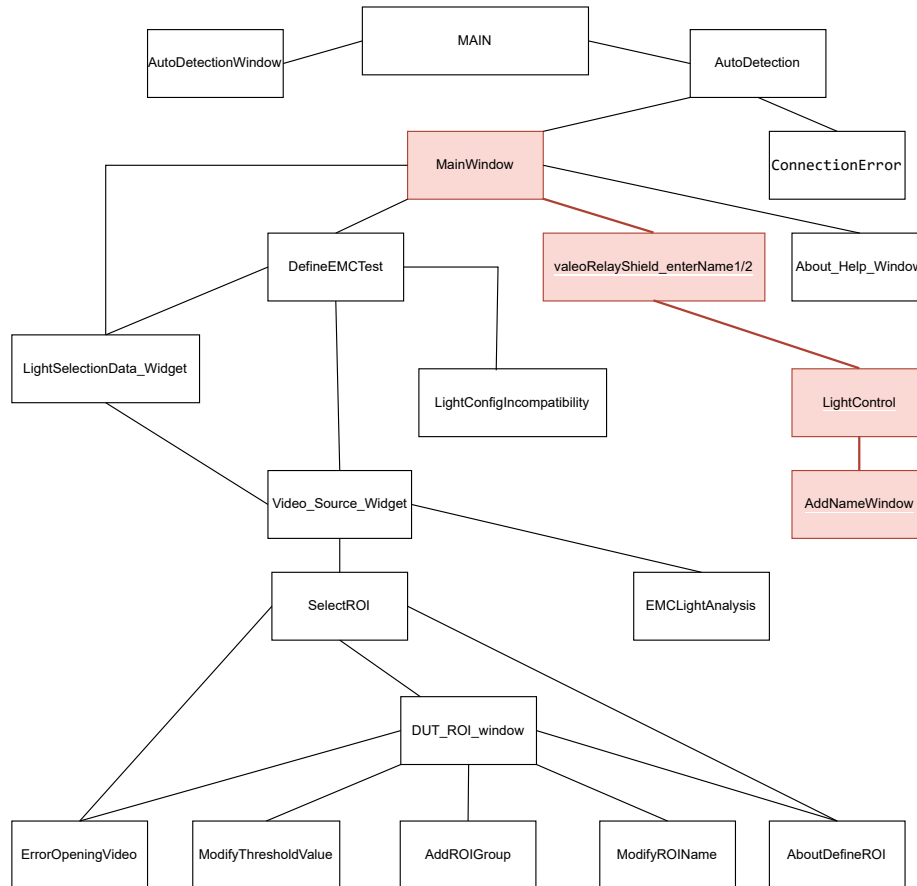 MAIN
AutoDetectionWindow
AutoDetection
MainWindow
ConnectionError
DefineEMCTest
valeoRelayShield_enterName1/2
About_Help_Window
LightSelectionData_Widget
LightConfigIncompatibility
LightControl
Video_Source_Widget
AddNameWindow
SelectROI
EMCLightAnalysis
DUT_ROI_window
ErrorOpeningVideo
ModifyThresholdValue
AddROIGroup
ModifyROIName
AboutDefineROI